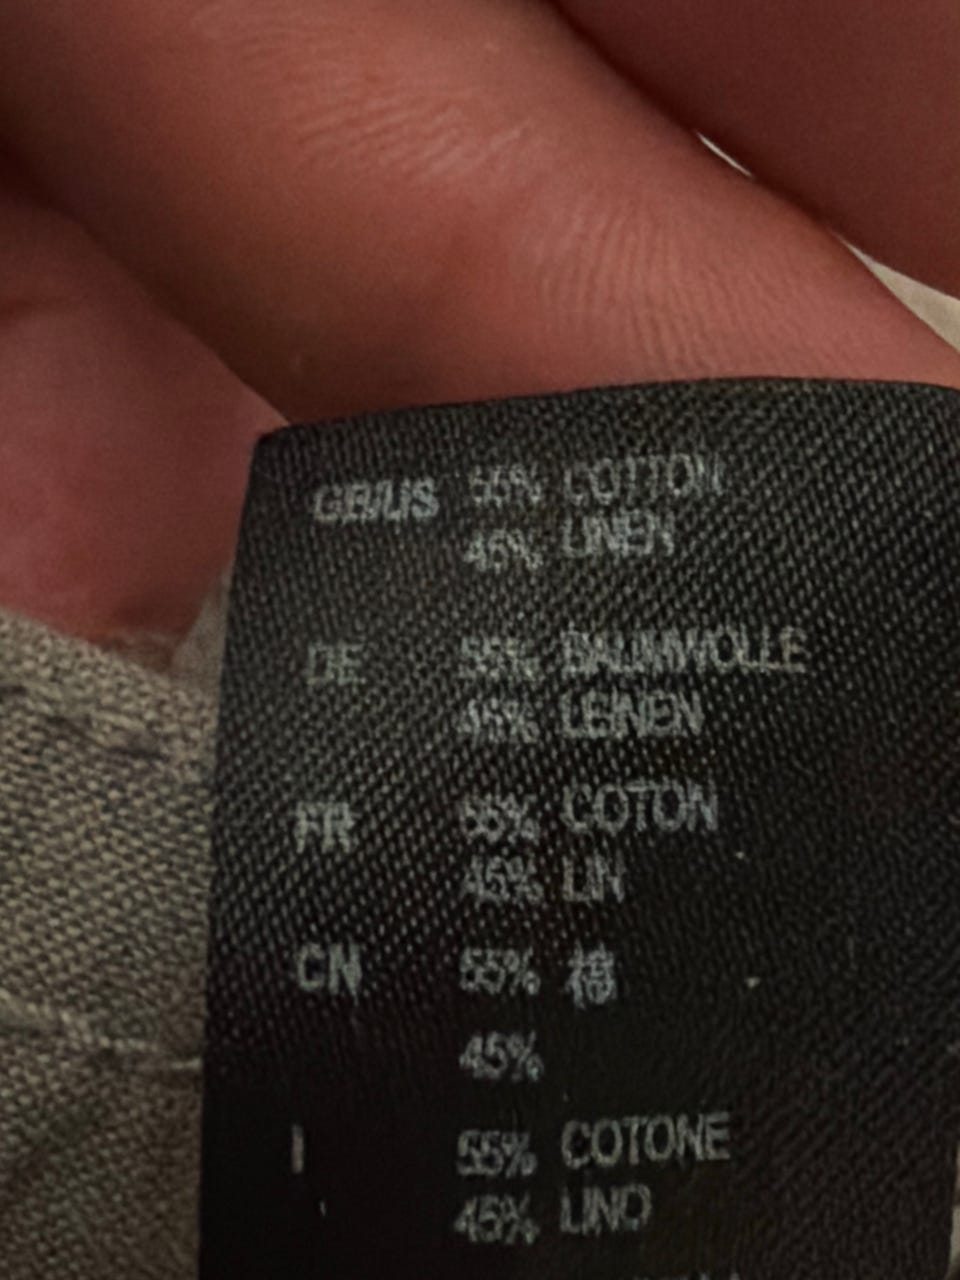 GB/US 55% COTTON
45% LINEN
DE 55% BAUMWOLLE
45% LEINEN
FR 55% COTON
45% LIN
CN 55% 棉
45%
I 55% COTONE
45% LINO